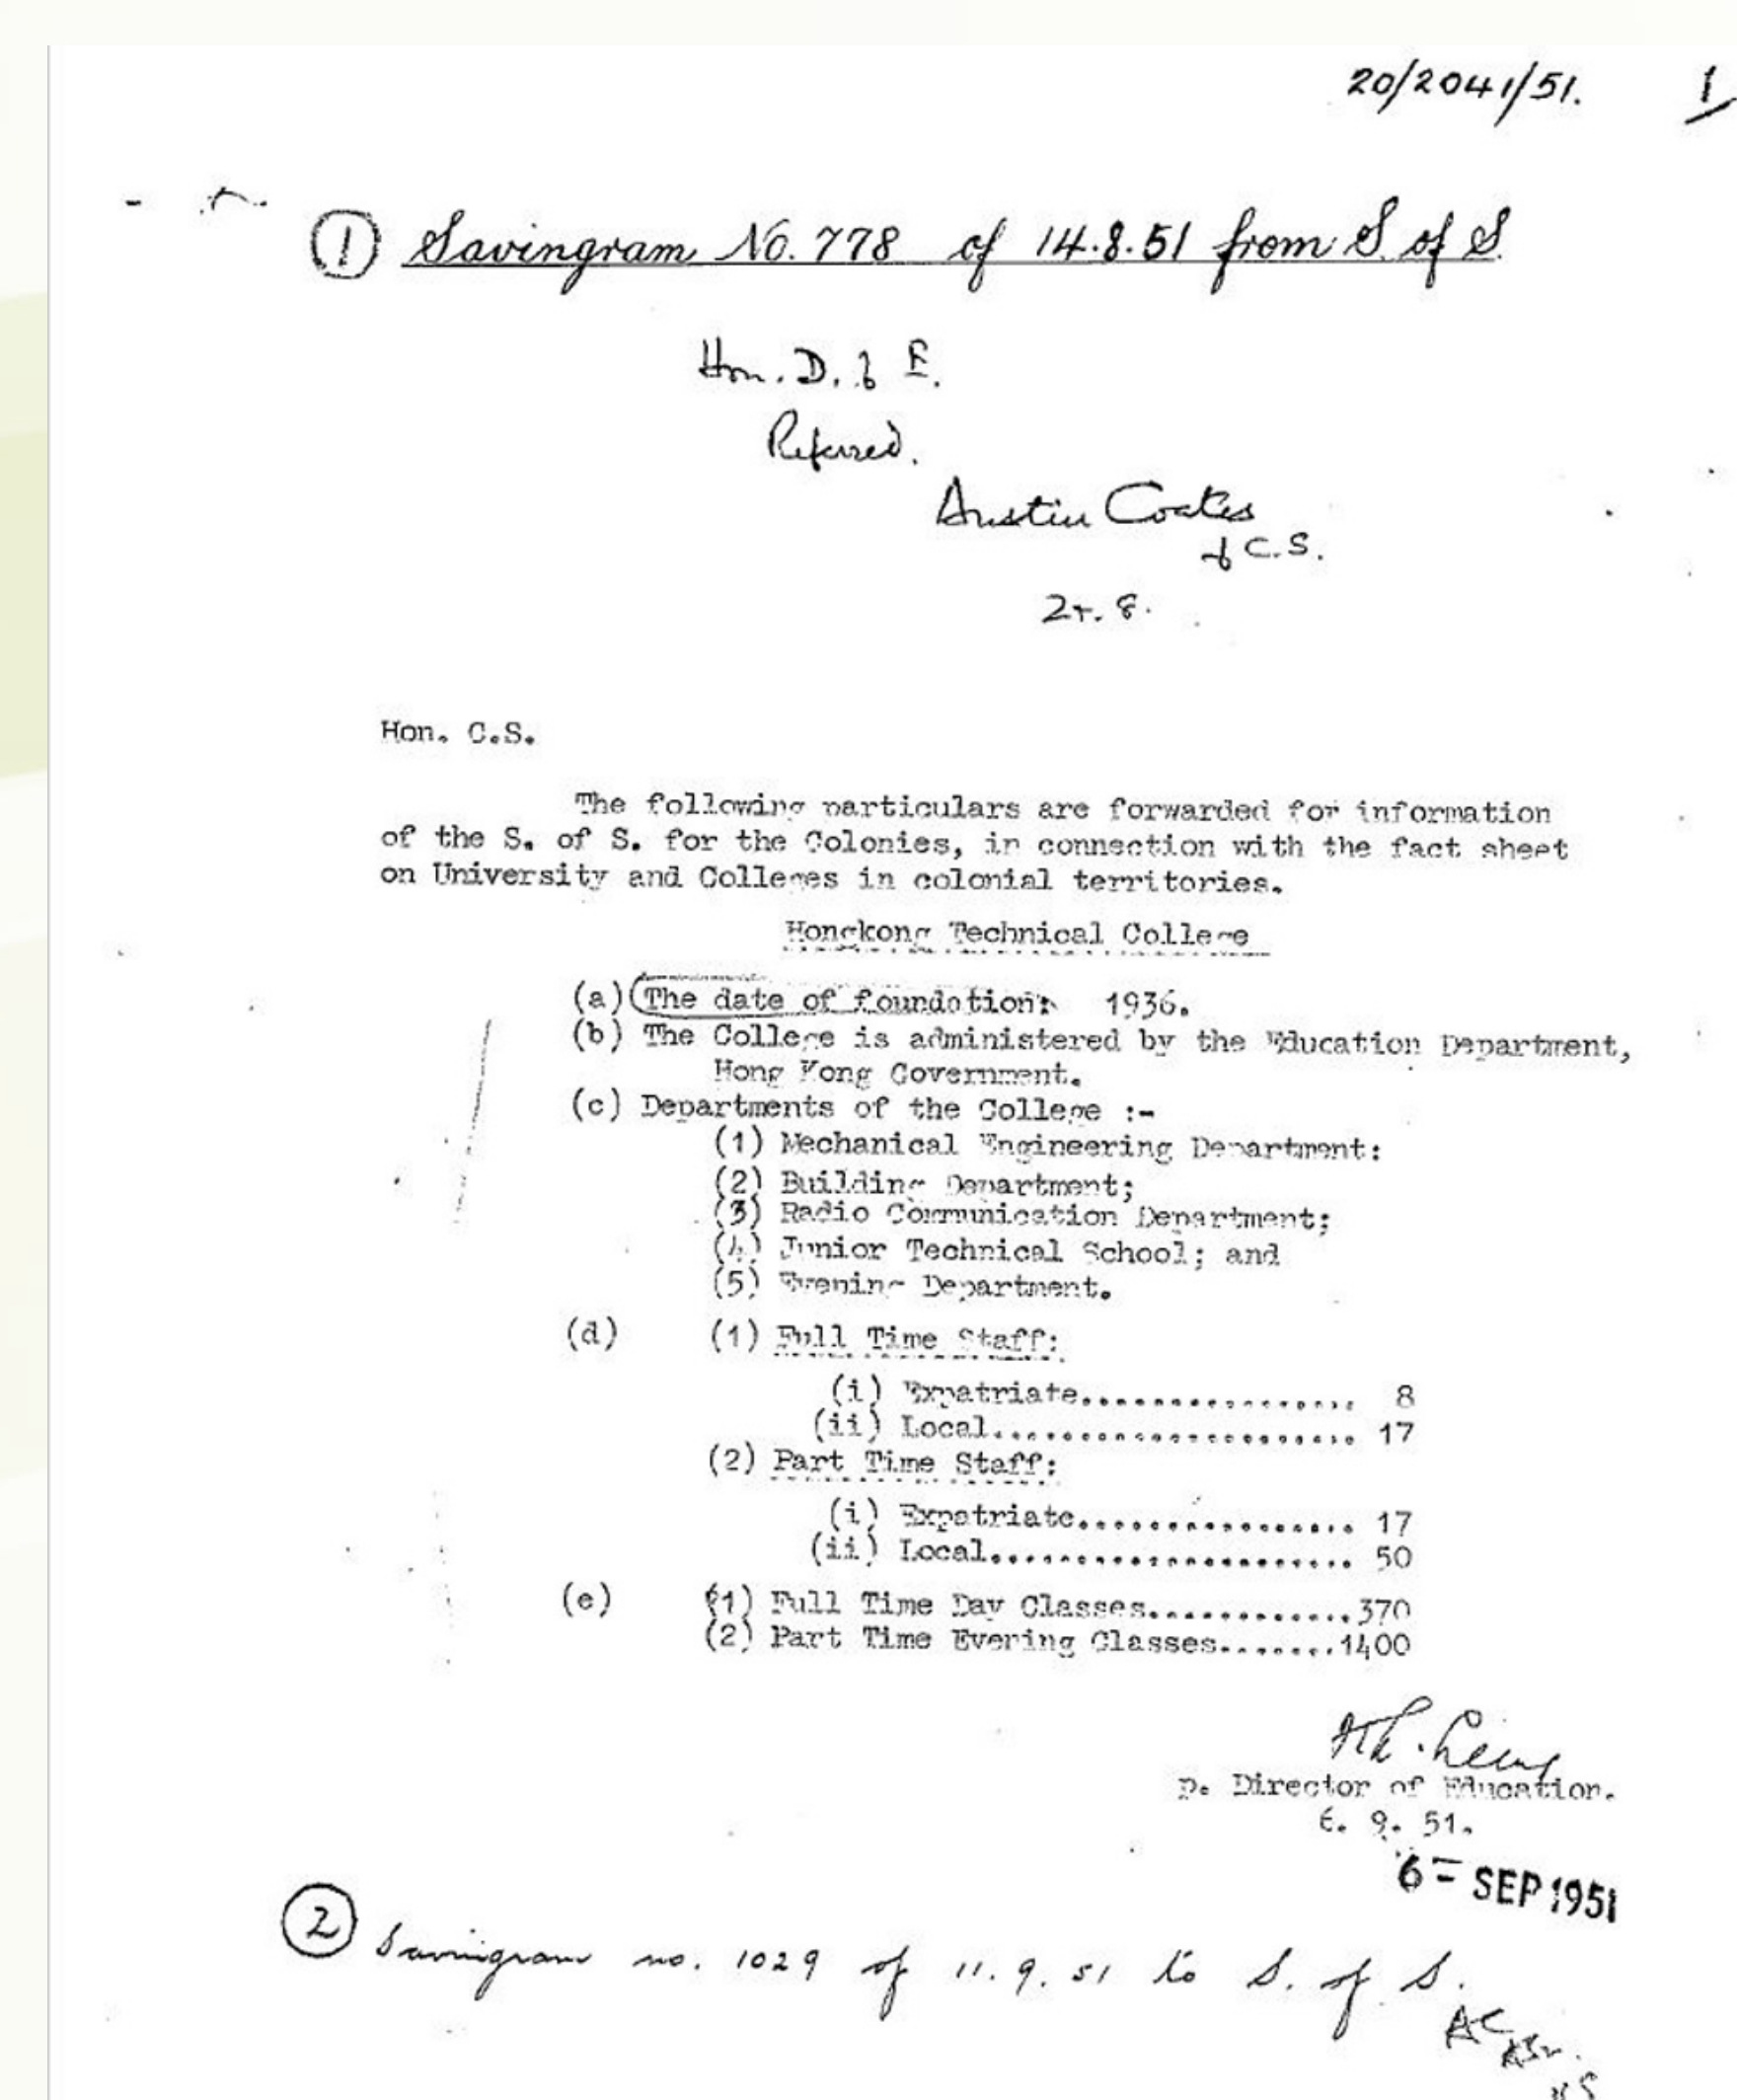 20/2041/51. 1/
① Savingram No. 778 of 14.8.51 from S. of S.
Hon. D. of E.
Referred.
Austin Coates
C.S.
8.
Hon. C.S.
The following particulars are forwarded for information
of the S. of S. for the Colonies, in connection with the fact sheet
on University and Colleges in colonial territories.
Hongkong Technical College
(a) The date of foundation: 1936.
(b) The College is administered by the Education Department,
Hong Kong Government.
(c) Departments of the College :-
(1) Mechanical Engineering Department:
(2) Building Department;
(3) Radio Communication Department;
(4) Junior Technical School; and
(5) Evening Department.
(d) (1) Full Time Staff:
(i) Expatriate................. 8
(ii) Local...................... 17
(2) Part Time Staff:
(i) Expatriate................. 17
(ii) Local...................... 50
(e) (1) Full Time Day Classes.............370
(2) Part Time Evening Classes.......1400
p. Director of Education.
6. 9. 51.
6 - SEP 1951
② Savingram no. 1029 of 11.9.51 to S. of S.
AC